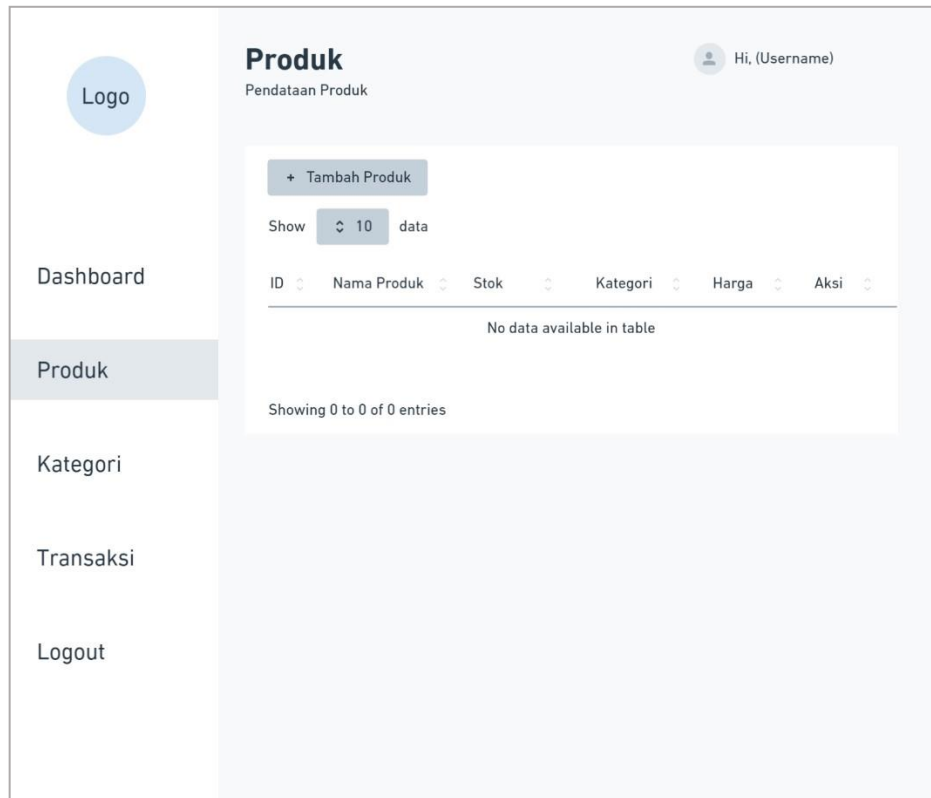 Logo
Dashboard
Produk
Kategori
Transaksi
Logout
Produk
Pendataan Produk
Hi, (Username)
+ Tambah Produk
Show 10 data
ID Nama Produk Stok Kategori Harga Aksi
No data available in table
Showing 0 to 0 of 0 entries